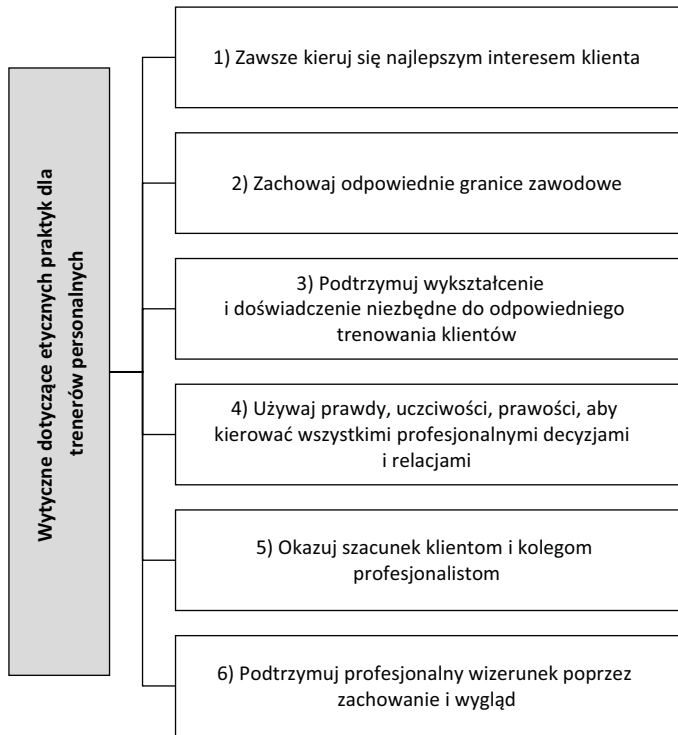 Wytyczne dotyczące etycznych praktyk dla
trenerów personalnych
1) Zawsze kieruj się najlepszym interesem klienta
2) Zachowaj odpowiednie granice zawodowe
3) Podtrzymuj wykształcenie
i doświadczenie niezbędne do odpowiedniego
trenowania klientów
4) Używaj prawdy, uczciwości, prawości, aby
kierować wszystkimi profesjonalnymi decyzjami
i relacjami
5) Okazuj szacunek klientom i kolegom
profesjonalistom
6) Podtrzymuj profesjonalny wizerunek poprzez
zachowanie i wygląd